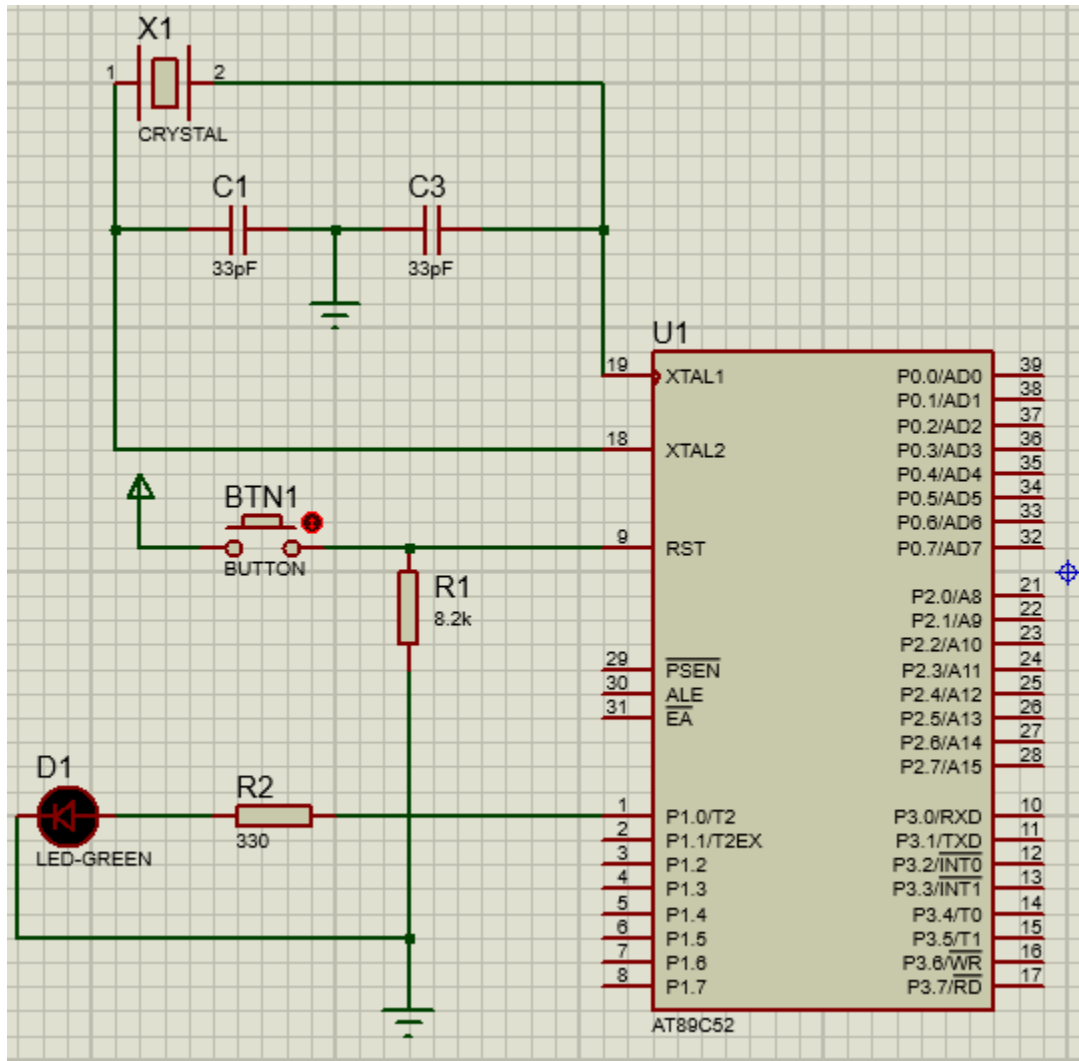 X1
1
2
CRYSTAL
C1
C3
33pF
33pF
U1
19
XTAL1
P0.0/AD0
39
P0.1/AD1
38
P0.2/AD2
37
18
XTAL2
P0.3/AD3
36
P0.4/AD4
35
P0.5/AD5
34
P0.6/AD6
33
BTN1
BUTTON
9
RST
P0.7/AD7
32
R1
8.2k
P2.0/A8
21
P2.1/A9
22
P2.2/A10
23
29
PSEN
P2.3/A11
24
30
ALE
P2.4/A12
25
31
EA
P2.5/A13
26
P2.6/A14
27
P2.7/A15
28
D1
LED-GREEN
R2
330
1
P1.0/T2
P3.0/RXD
10
2
P1.1/T2EX
P3.1/TXD
11
3
P1.2
P3.2/INT0
12
4
P1.3
P3.3/INT1
13
5
P1.4
P3.4/T0
14
6
P1.5
P3.5/T1
15
7
P1.6
P3.6/WR
16
8
P1.7
P3.7/RD
17
AT89C52